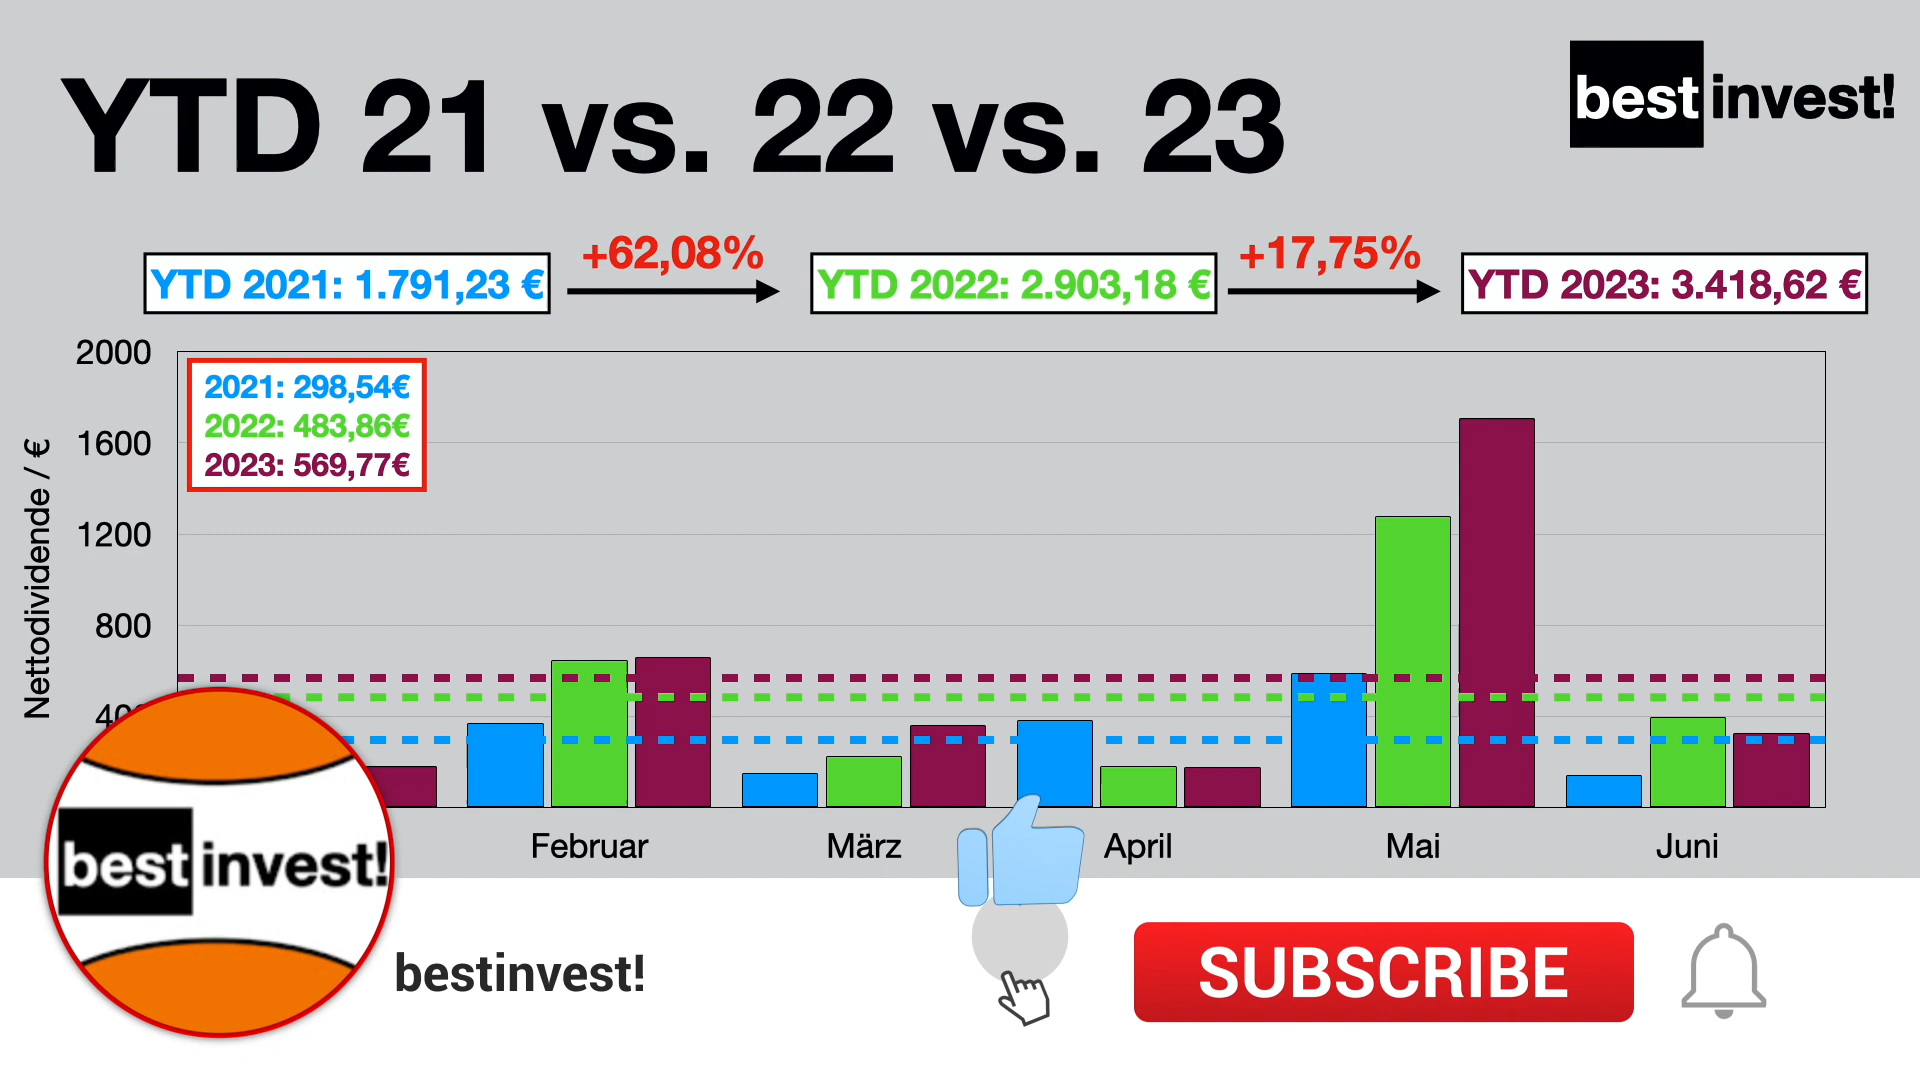 YTD 21 vs. 22 vs. 23
best invest!
+62,08%
+17,75%
YTD 2021: 1.791,23 €
YTD 2022: 2.903,18 €
YTD 2023: 3.418,62 €
2000
1600
1200
800
Nettodividende / €
2021: 298,54€
2022: 483,86€
2023: 569,77€
Februar
März
April
Mai
Juni
best invest!
bestinvest!
SUBSCRIBE